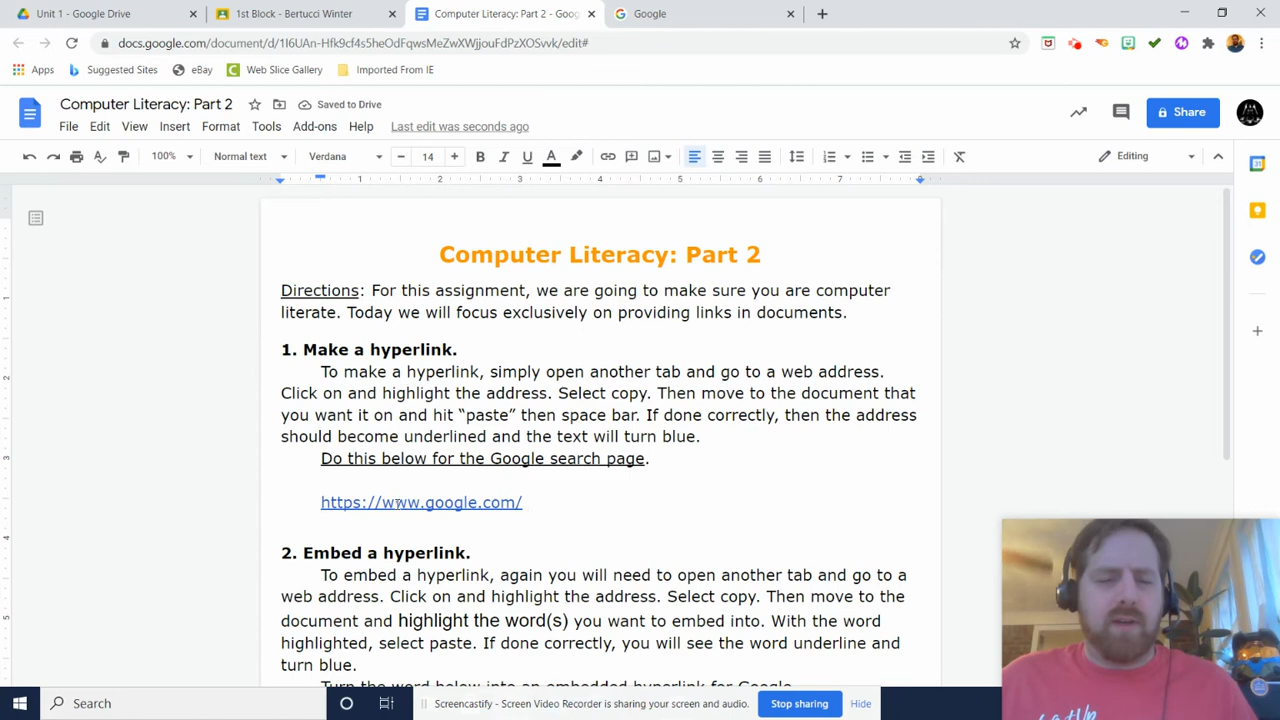 Unit 1 - Google Drive
1st Block - Bertucci Winter
Computer Literacy: Part 2 - Goog
Google
docs.google.com/document/d/1I6UAn-Hfk9cf4s5heOdFqwsMeZwXWjjouFdPzXOSvvk/edit#
Apps
Suggested Sites
eBay
Web Slice Gallery
Imported From IE
Computer Literacy: Part 2
Saved to Drive
File Edit View Insert Format Tools Add-ons Help
Last edit was seconds ago
Share
100%
Normal text
Verdana
14
B I U A
Editing
1 2 3 4 5 6 7 8
Computer Literacy: Part 2
Directions: For this assignment, we are going to make sure you are computer
literate. Today we will focus exclusively on providing links in documents.
1. Make a hyperlink.
To make a hyperlink, simply open another tab and go to a web address.
Click on and highlight the address. Select copy. Then move to the document that
you want it on and hit “paste” then space bar. If done correctly, then the address
should become underlined and the text will turn blue.
Do this below for the Google search page.
https://www.google.com/
2. Embed a hyperlink.
To embed a hyperlink, again you will need to open another tab and go to a
web address. Click on and highlight the address. Select copy. Then move to the
document and highlight the word(s) you want to embed into. With the word
highlighted, select paste. If done correctly, you will see the word underline and
turn blue.
Turn the word below into an embedded hyperlink for Google.
Search
Screencastify - Screen Video Recorder is sharing your screen and audio.
Stop sharing
Hide